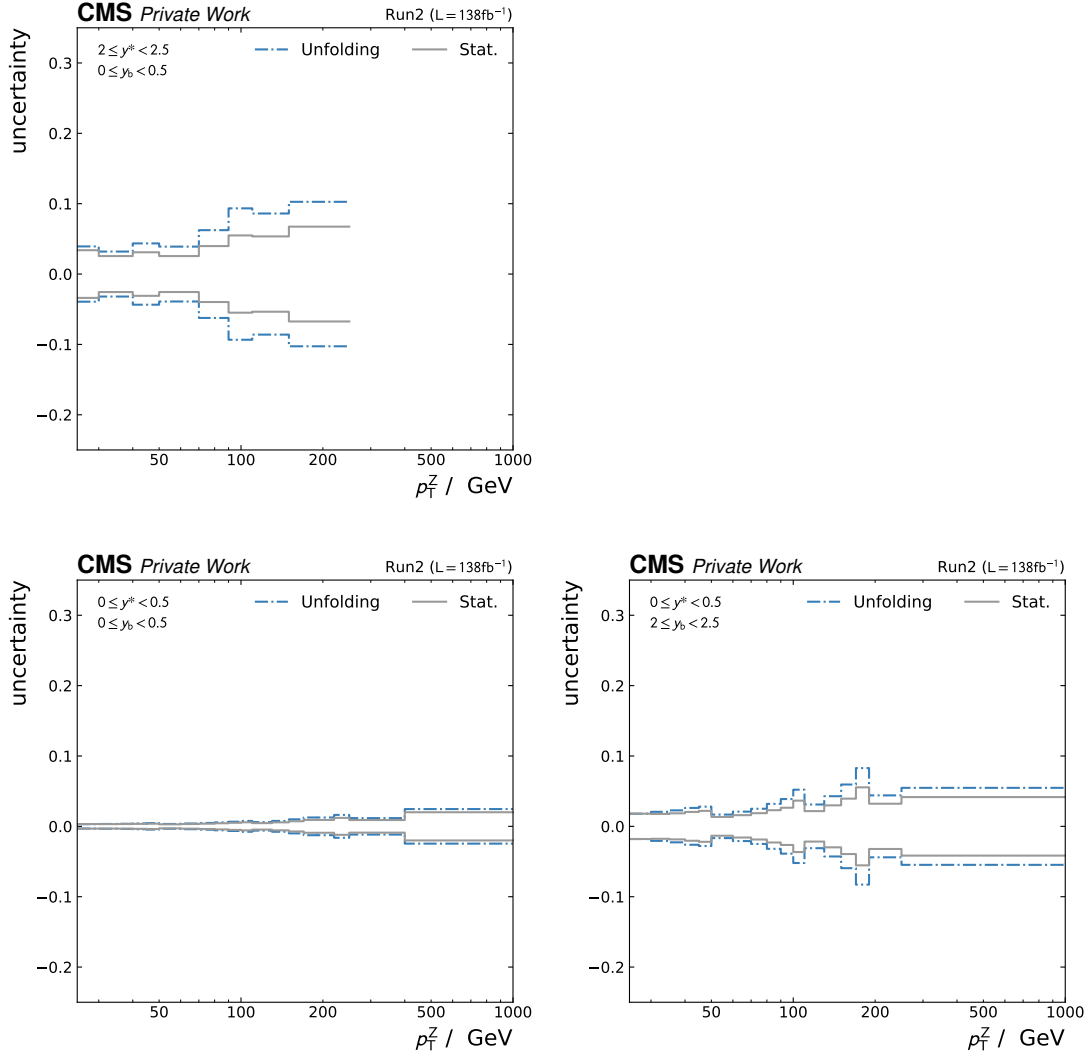 CMS Private Work Run2 (L = 138fb⁻¹)
2 ≤ y* < 2.5
0 ≤ y_b < 0.5
Unfolding Stat.
uncertainty
0.3
0.2
0.1
0.0
−0.1
−0.2
50 100 200 500 1000
p_T^Z / GeV
CMS Private Work Run2 (L = 138fb⁻¹)
0 ≤ y* < 0.5
0 ≤ y_b < 0.5
Unfolding Stat.
uncertainty
0.3
0.2
0.1
0.0
−0.1
−0.2
50 100 200 500 1000
p_T^Z / GeV
CMS Private Work Run2 (L = 138fb⁻¹)
0 ≤ y* < 0.5
2 ≤ y_b < 2.5
Unfolding Stat.
uncertainty
0.3
0.2
0.1
0.0
−0.1
−0.2
50 100 200 500 1000
p_T^Z / GeV